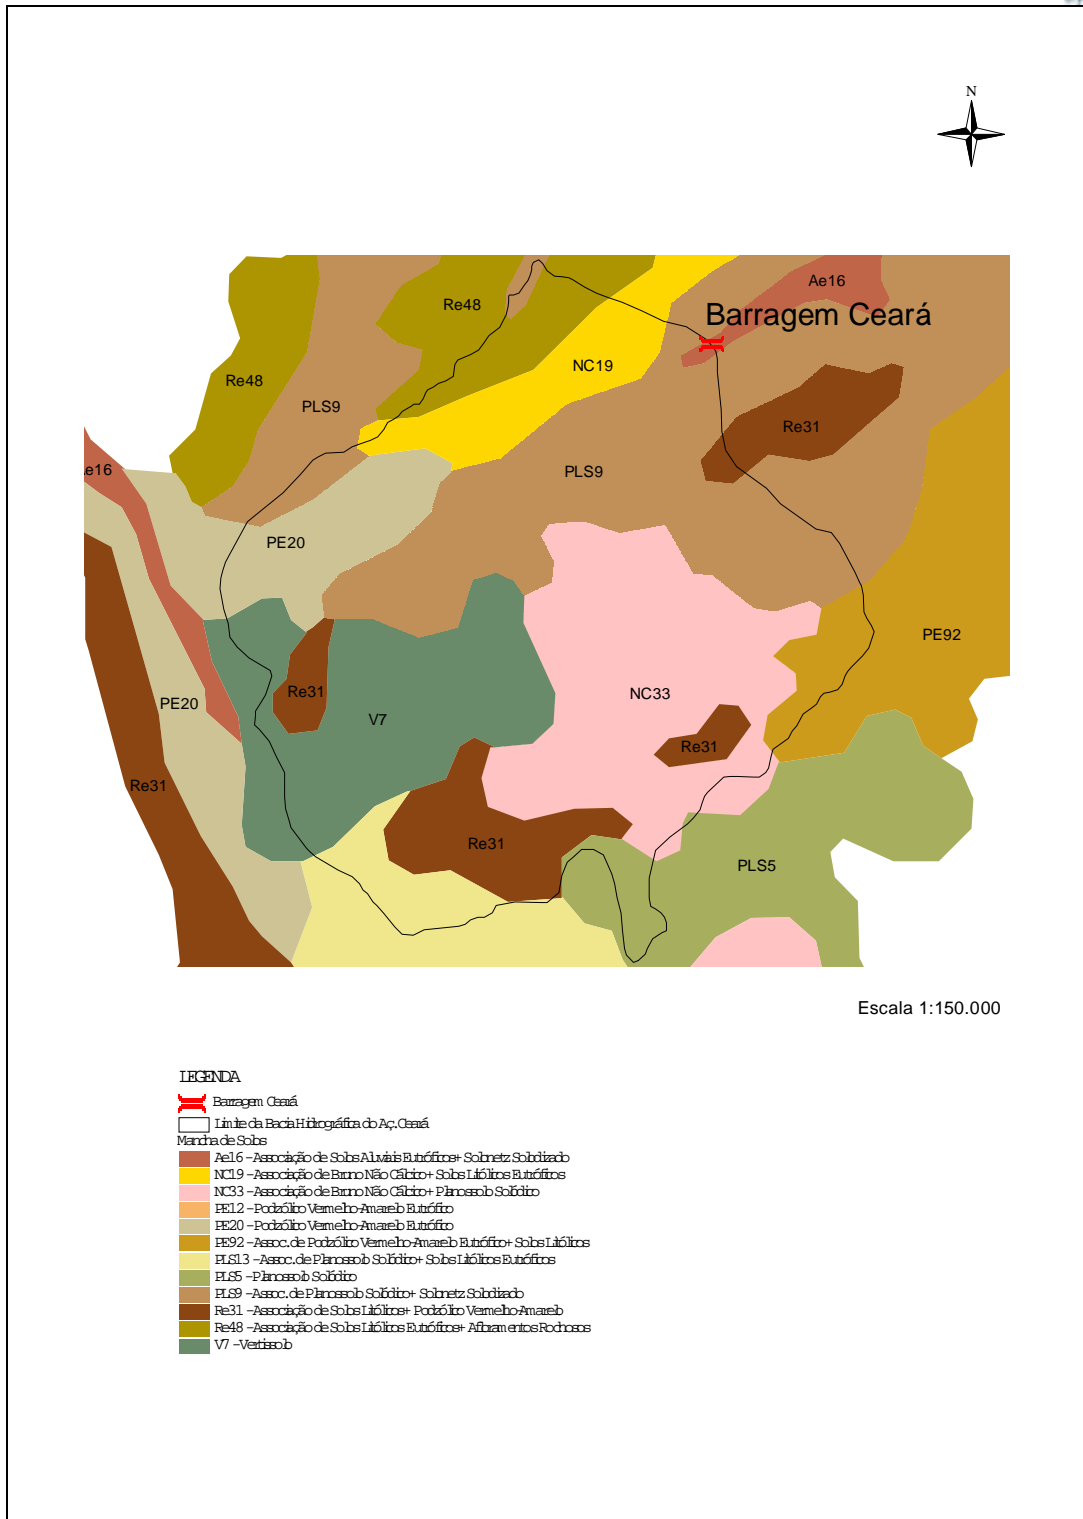 N
Ae16
Re48
Barragem Ceará
NC19
Re48
PLS9
Re31
Ae16
PLS9
PE20
PE92
Re31
NC33
PE20
V7
Re31
Re31
Re31
PLS5
Escala 1:150.000
LEGENDA
Barragem Ceará
Limite da Bacia Hidrográfica do Aç. Ceará
Mancha de Solos
Ae16 - Associação de Solos Aluviais Eutróficos + Solonetz Solodizado
NC19 - Associação de Bruno Não Cálcico + Solos Litólicos Eutróficos
NC33 - Associação de Bruno Não Cálcico + Planossolo Solódico
PE12 - Podzólico Vermelho-Amarelo Eutrófico
PE20 - Podzólico Vermelho-Amarelo Eutrófico
PE92 - Assoc. de Podzólico Vermelho-Amarelo Eutrófico + Solos Litólicos
PLS13 - Assoc. de Planossolo Solódico + Solos Litólicos Eutróficos
PLS5 - Planossolo Solódico
PLS9 - Assoc. de Planossolo Solódico + Solonetz Solodizado
Re31 - Associação de Solos Litólicos + Podzólico Vermelho-Amarelo
Re48 - Associação de Solos Litólicos Eutróficos + Afloramentos Rochosos
V7 - Vertissolo